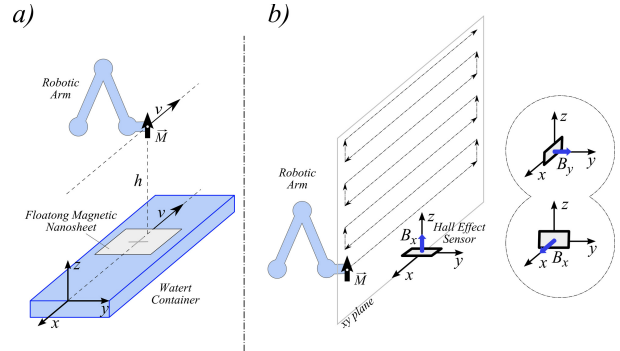 a)
Robotic
Arm
v
M
h
Floatong Magnetic
Nanosheet
v
z
y
x
Watert
Container
b)
Robotic
Arm
M
xy plane
z
Bx
Hall Effect
Sensor
y
x
z
y
x
By
z
y
x
Bx